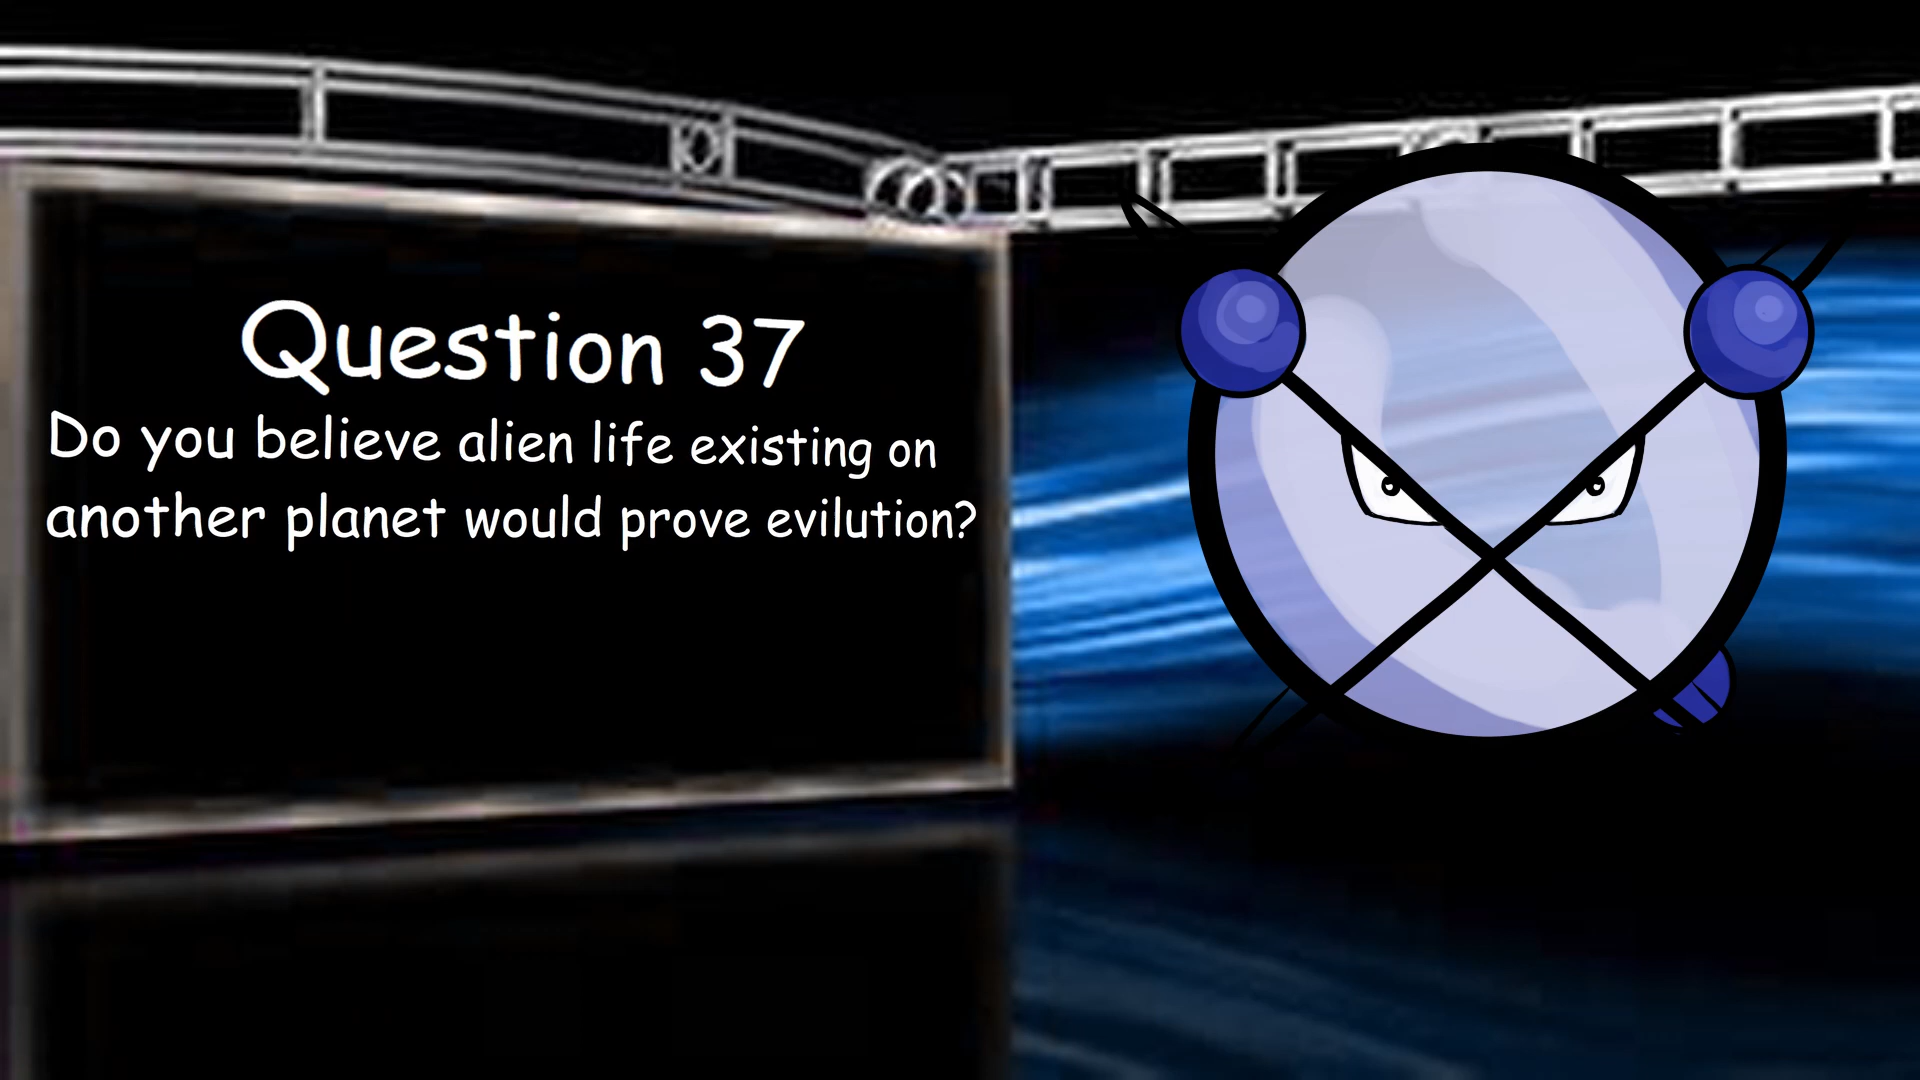 Question 37
Do you believe alien life existing on
another planet would prove evilution?